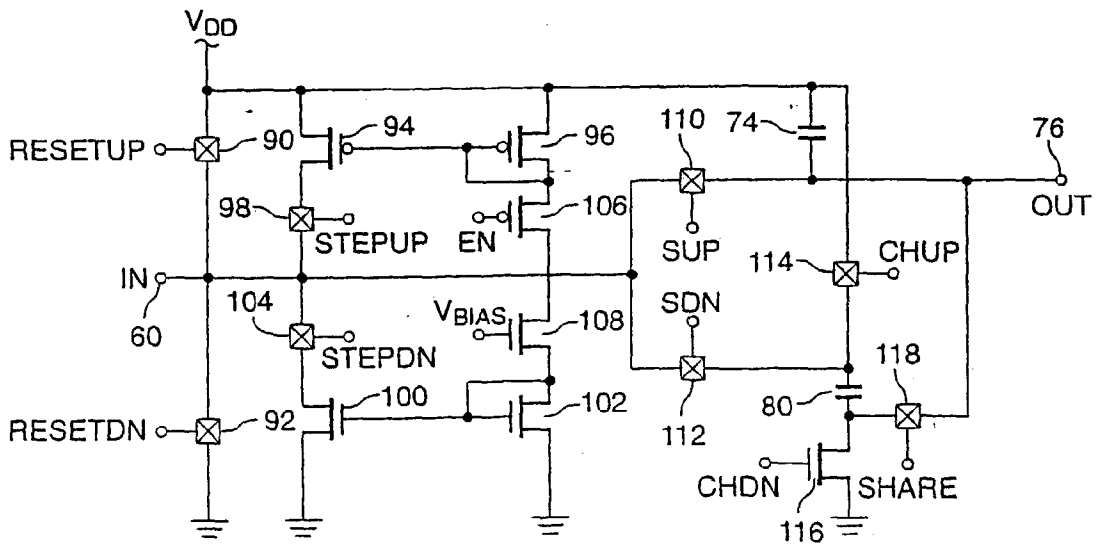 VDD
RESETUP
90
94
96
110
74
76
OUT
98
STEPUP
EN
106
SUP
114
CHUP
IN
60
104
STEPDN
VBIAS
108
SDN
118
112
80
RESETDN
92
100
102
CHDN
116
SHARE